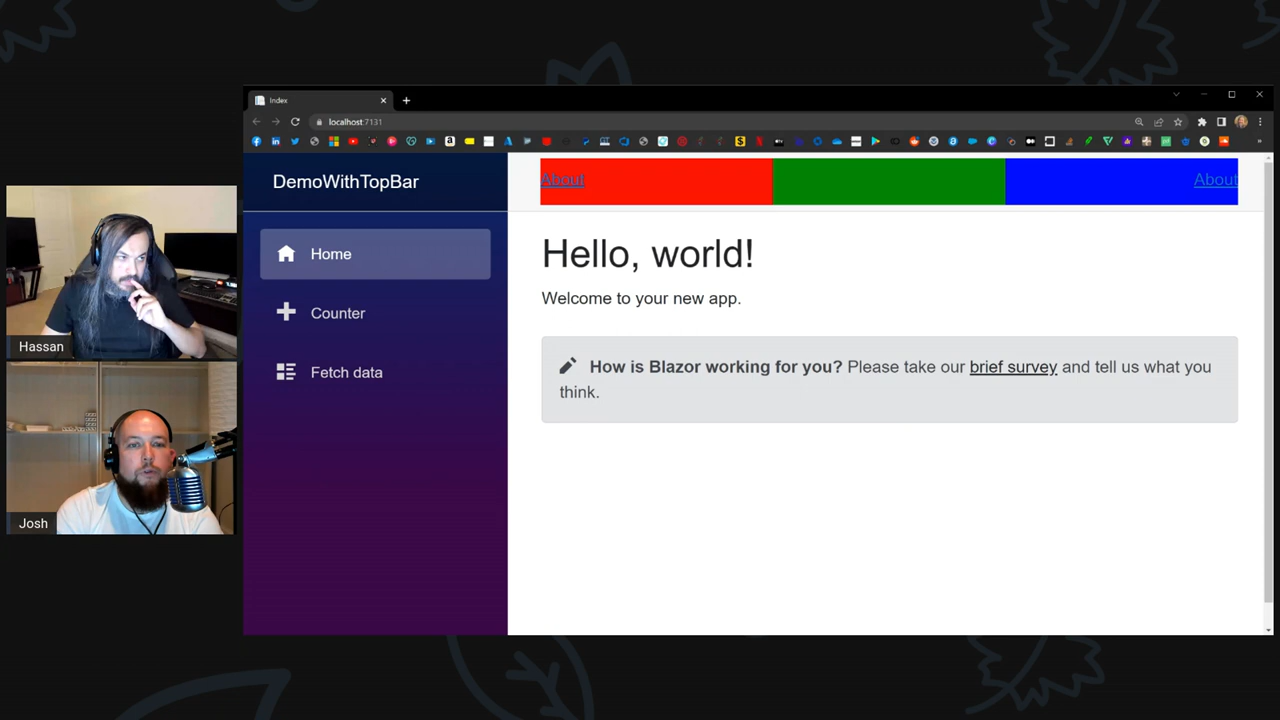 Index
localhost:7131
DemoWithTopBar
About
About
Home
Hello, world!
Welcome to your new app.
Counter
How is Blazor working for you? Please take our brief survey and tell us what you
think.
Fetch data
Hassan
Josh